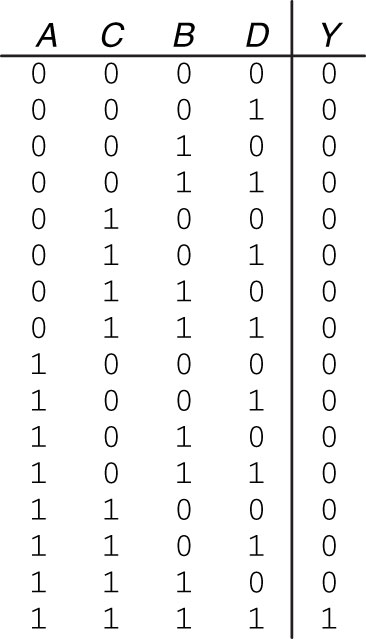 A C B D Y
0 0 0 0 0
0 0 0 1 0
0 0 1 0 0
0 0 1 1 0
0 1 0 0 0
0 1 0 1 0
0 1 1 0 0
0 1 1 1 0
1 0 0 0 0
1 0 0 1 0
1 0 1 0 0
1 0 1 1 0
1 1 0 0 0
1 1 0 1 0
1 1 1 0 0
1 1 1 1 1